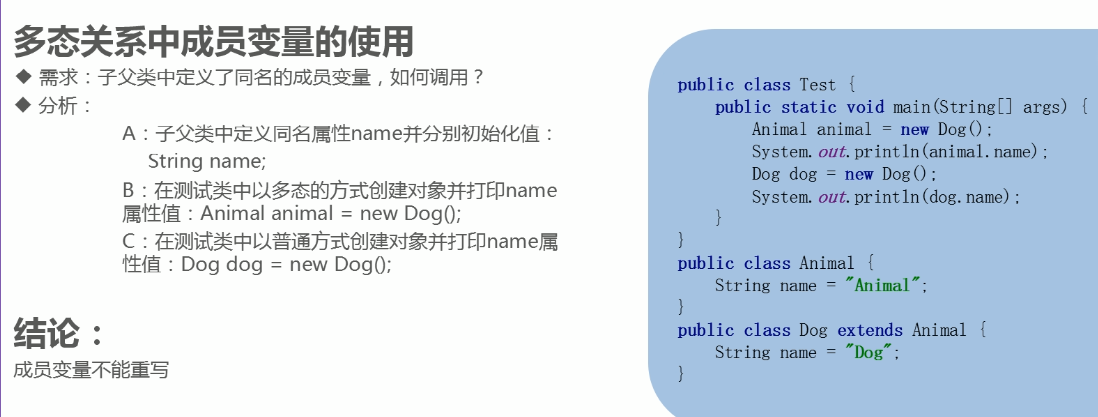 多态关系中成员变量的使用
◆ 需求：子父类中定义了同名的成员变量，如何调用？
◆ 分析：
A：子父类中定义同名属性name并分别初始化值：
String name;
B：在测试类中以多态的方式创建对象并打印name
属性值：Animal animal = new Dog();
C：在测试类中以普通方式创建对象并打印name属
性值：Dog dog = new Dog();
结论：
成员变量不能重写
public class Test {
public static void main(String[] args) {
Animal animal = new Dog();
System.out.println(animal.name);
Dog dog = new Dog();
System.out.println(dog.name);
}
}
public class Animal {
String name = "Animal";
}
public class Dog extends Animal {
String name = "Dog";
}